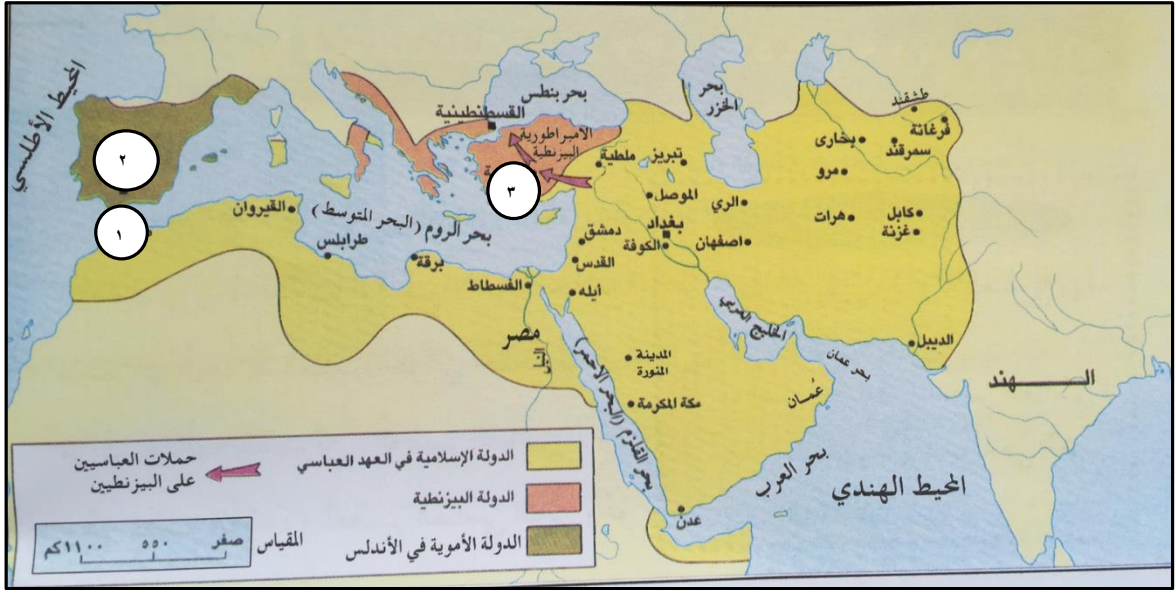 المحيط الأطلسي
بحر بنطس
بحر
الخزر
القسطنطينية
الامبراطورية
البيزنطية
طشقند
فرغانة
بخارى
سمرقند
مرو
ملطية
تبريز
٢
٣
١
القيروان
بحر الروم (البحر المتوسط)
طرابلس
برقة
الموصل
الري
هرات
كابل
غزنة
بغداد
دمشق
الكوفة
اصفهان
القدس
الفسطاط
أيله
مصر
النيل
الخليج العربي
الديبل
المدينة
المنورة
مكة المكرمة
بحر القلزم (البحر الأحمر)
بحر عمان
عُمان
الهند
بحر العرب
المحيط الهندي
عدن
الدولة الإسلامية في العهد العباسي
الدولة البيزنطية
الدولة الأموية في الأندلس
حملات العباسيين
على البيزنطيين
المقياس
صفر ٥٥٠ ١١٠٠كم